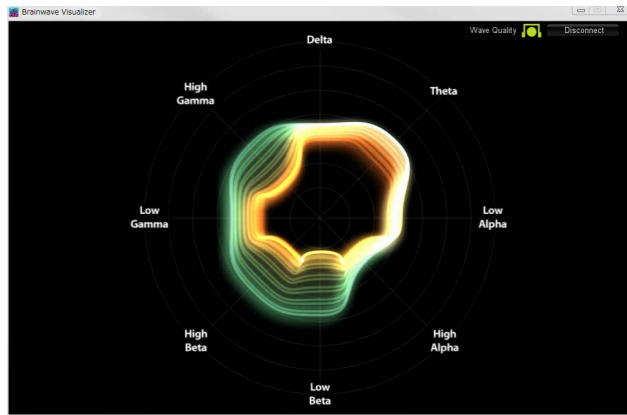 Brainwave Visualizer
Wave Quality
Disconnect
Delta
Theta
Low
Alpha
High
Alpha
Low
Beta
High
Beta
Low
Gamma
High
Gamma